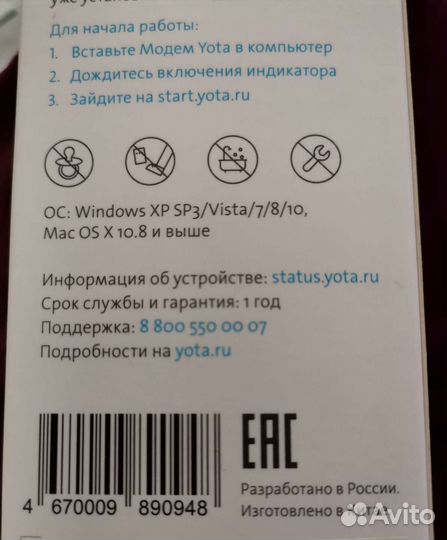 Для начала работы:
1. Вставьте Модем Yota в компьютер
2. Дождитесь включения индикатора
3. Зайдите на start.yota.ru
ОС: Windows XP SP3/Vista/7/8/10,
Mac OS X 10.8 и выше
Информация об устройстве: status.yota.ru
Срок службы и гарантия: 1 год
Поддержка: 8 800 550 00 07
Подробности на yota.ru
EAC
4 670009 890948
Разработано в России.
Изготовлено в
Avito